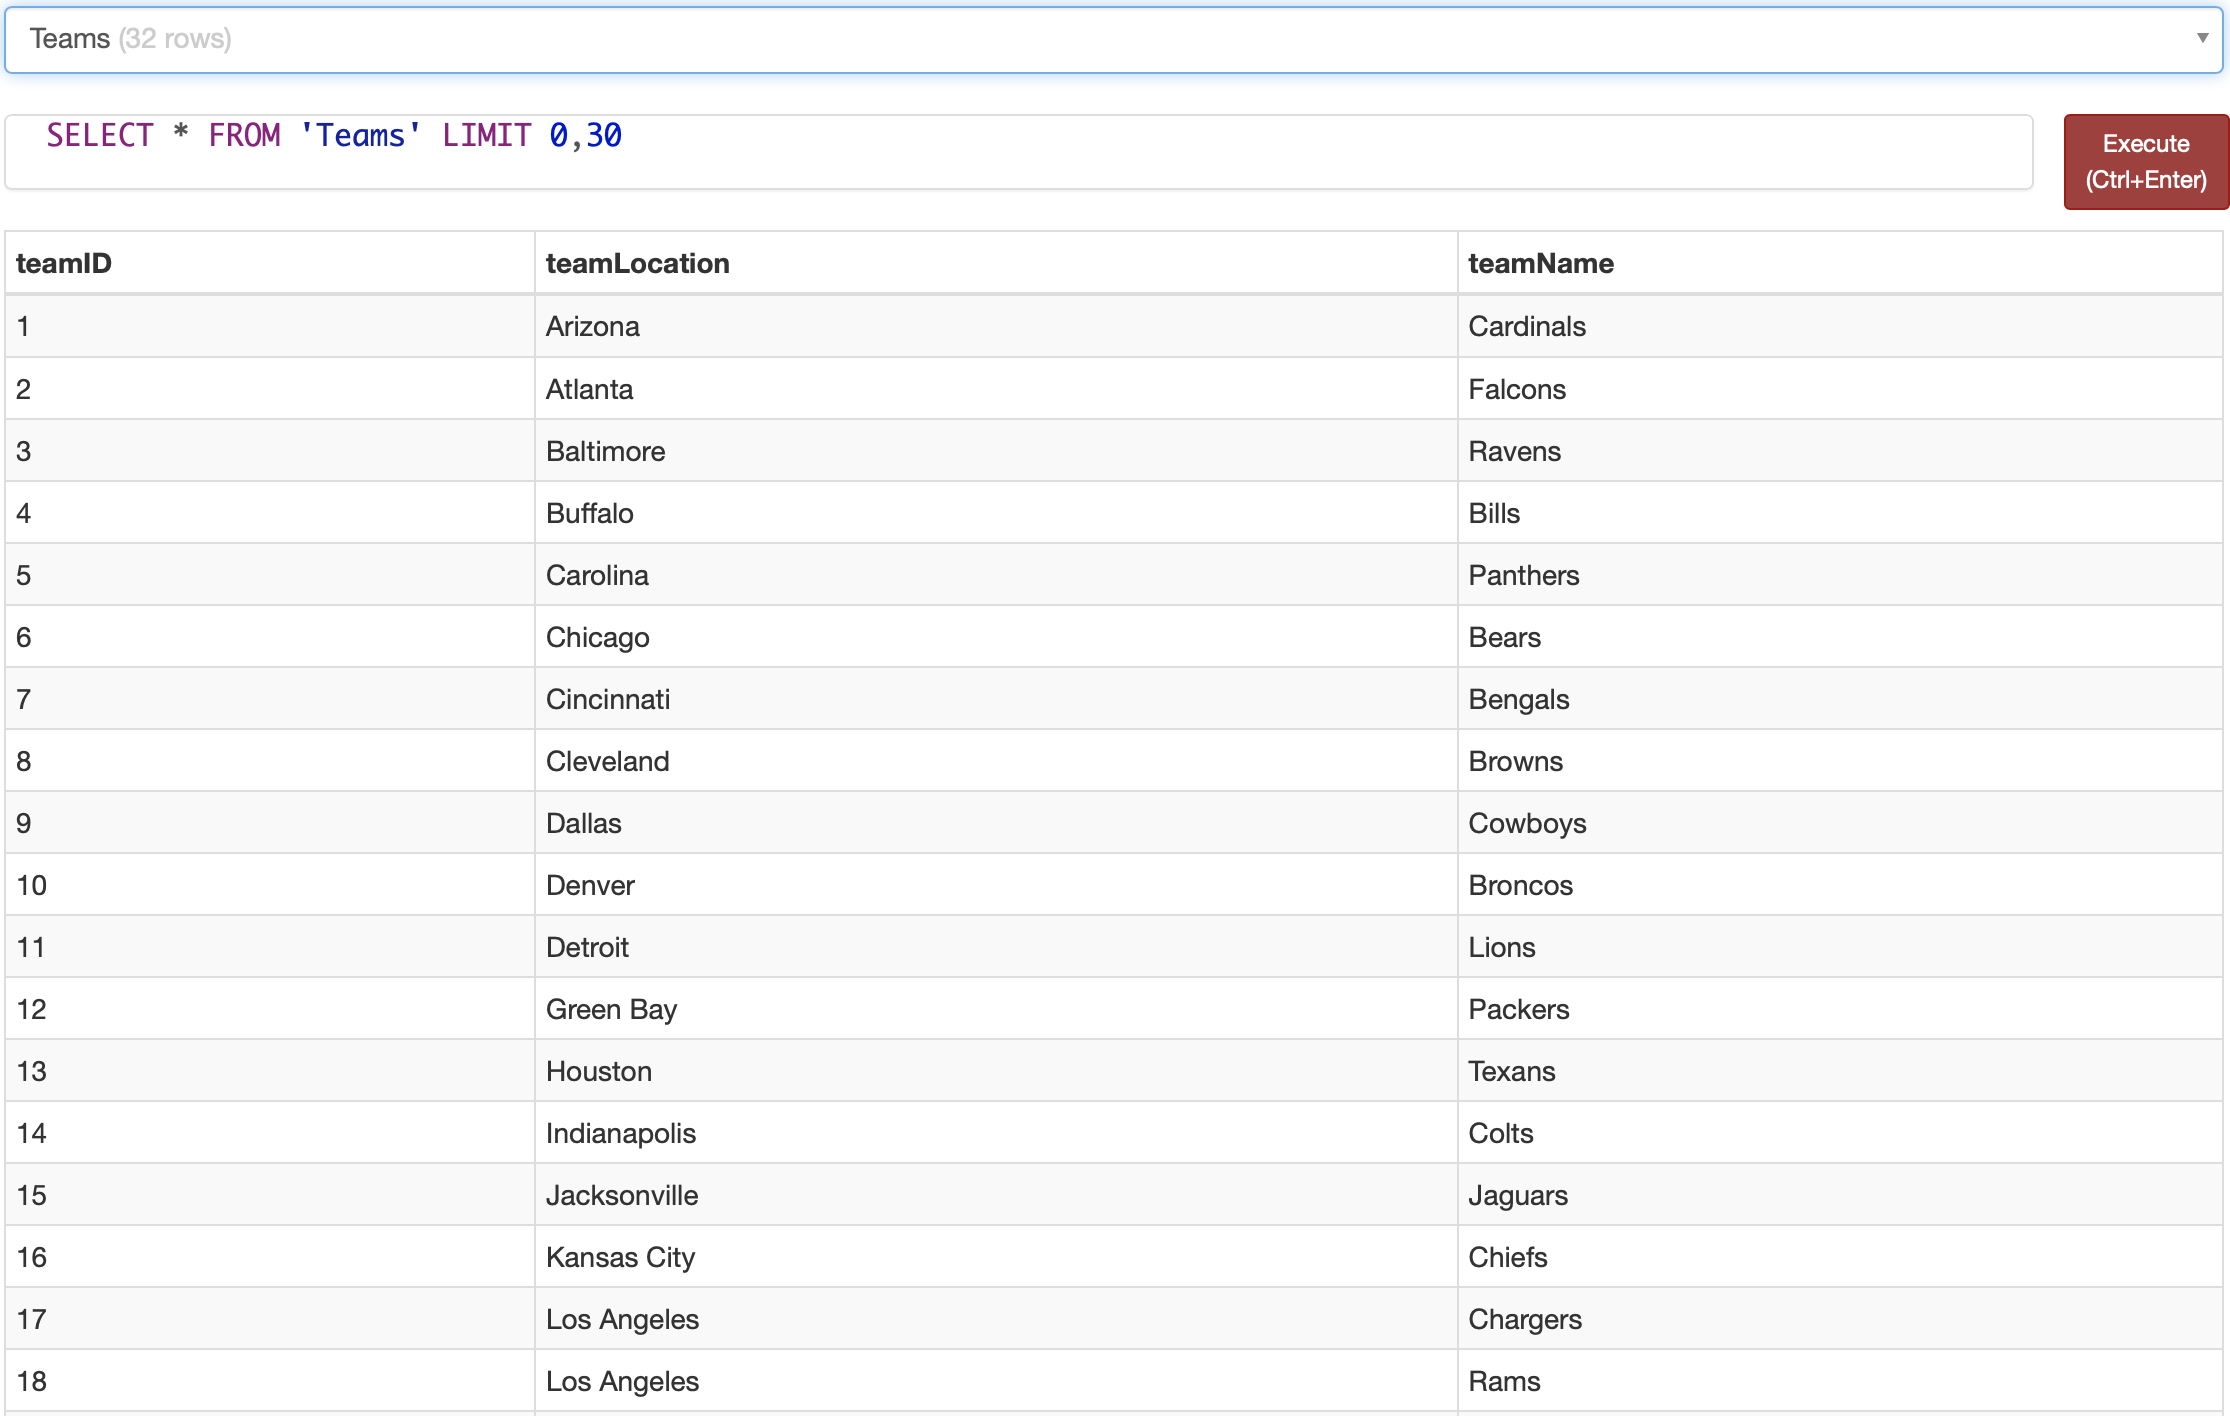 Teams (32 rows)
SELECT * FROM 'Teams' LIMIT 0,30
Execute
(Ctrl+Enter)
teamID teamLocation teamName
1 Arizona Cardinals
2 Atlanta Falcons
3 Baltimore Ravens
4 Buffalo Bills
5 Carolina Panthers
6 Chicago Bears
7 Cincinnati Bengals
8 Cleveland Browns
9 Dallas Cowboys
10 Denver Broncos
11 Detroit Lions
12 Green Bay Packers
13 Houston Texans
14 Indianapolis Colts
15 Jacksonville Jaguars
16 Kansas City Chiefs
17 Los Angeles Chargers
18 Los Angeles Rams